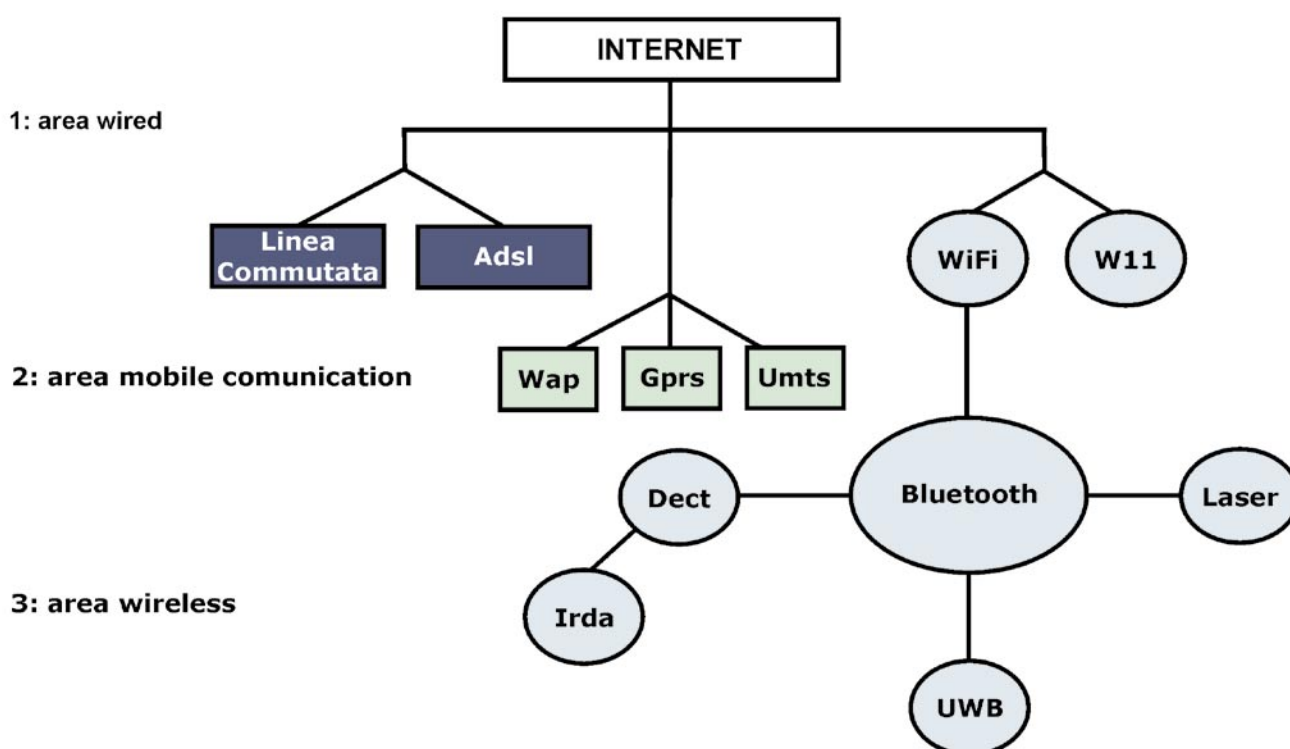 INTERNET
1: area wired
Linea
Commutata
Adsl
WiFi
W11
2: area mobile comunication
Wap
Gprs
Umts
Dect
Bluetooth
Laser
3: area wireless
Irda
UWB